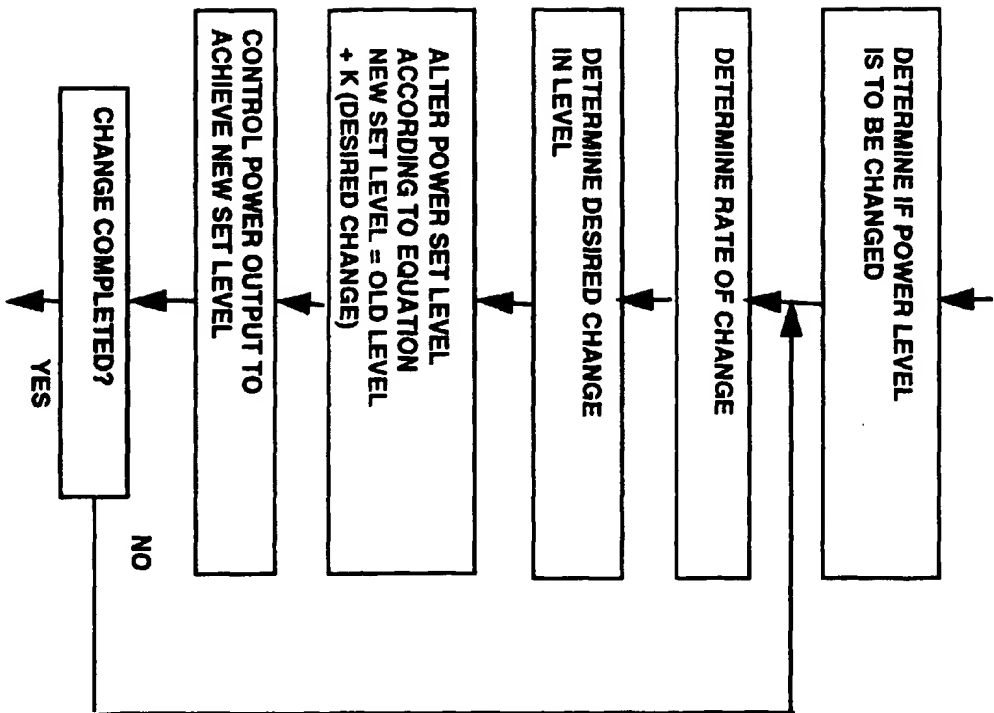 DETERMINE IF POWER LEVEL
IS TO BE CHANGED
DETERMINE RATE OF CHANGE
DETERMINE DESIRED CHANGE
IN LEVEL
ALTER POWER SET LEVEL
ACCORDING TO EQUATION
NEW SET LEVEL = OLD LEVEL
+ K (DESIRED CHANGE)
CONTROL POWER OUTPUT TO
ACHIEVE NEW SET LEVEL
CHANGE COMPLETED?
NO
YES